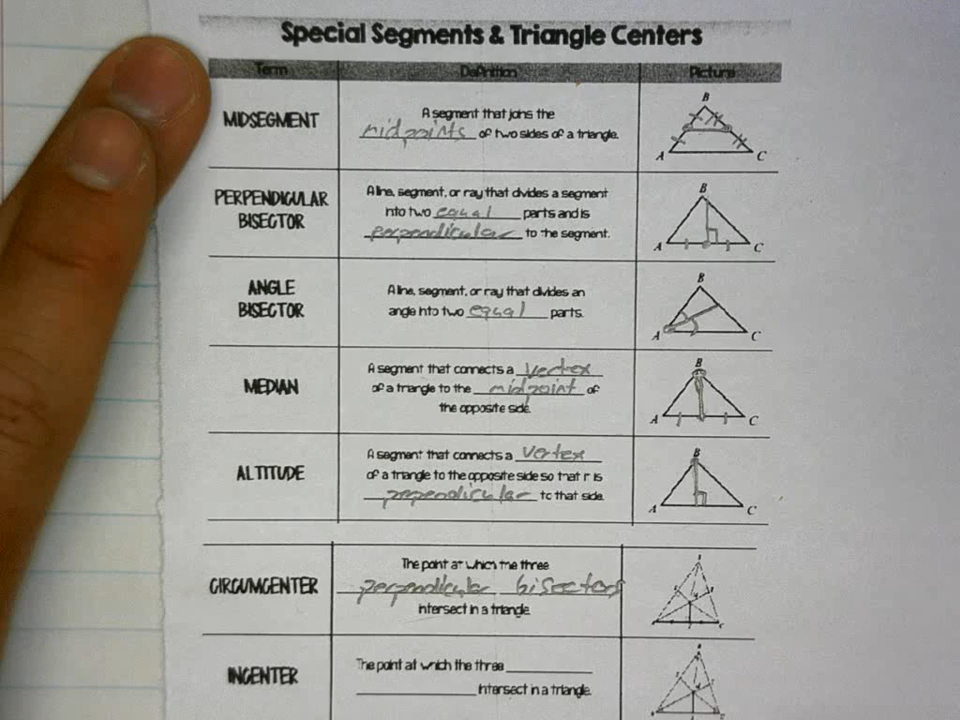 Special Segments & Triangle Centers
Term Definition Picture
MIDSEGMENT
A segment that joins the
midpoints of two sides of a triangle.
B
A C
PERPENDICULAR
BISECTOR
A line, segment, or ray that divides a segment
into two equal parts and is
perpendicular to the segment.
B
A C
ANGLE
BISECTOR
A line, segment, or ray that divides an
angle into two equal parts.
B
A C
MEDIAN
A segment that connects a vertex
of a triangle to the midpoint of
the opposite side.
B
A C
ALTITUDE
A segment that connects a vertex
of a triangle to the opposite side so that it is
perpendicular to that side.
B
A C
CIRCUMCENTER
The point at which the three
perpendicular bisectors
intersect in a triangle.
INCENTER
The point at which the three
intersect in a triangle.